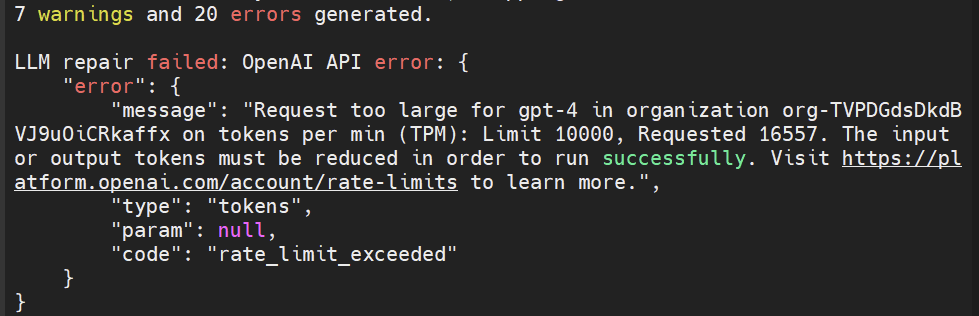 7 warnings and 20 errors generated.
LLM repair failed: OpenAI API error: {
"error": {
"message": "Request too large for gpt-4 in organization org-TVPDGdsDkdB
VJ9uOiCRkaffx on tokens per min (TPM): Limit 10000, Requested 16557. The input
or output tokens must be reduced in order to run successfully. Visit https://pl
atform.openai.com/account/rate-limits to learn more.",
"type": "tokens",
"param": null,
"code": "rate_limit_exceeded"
}
}